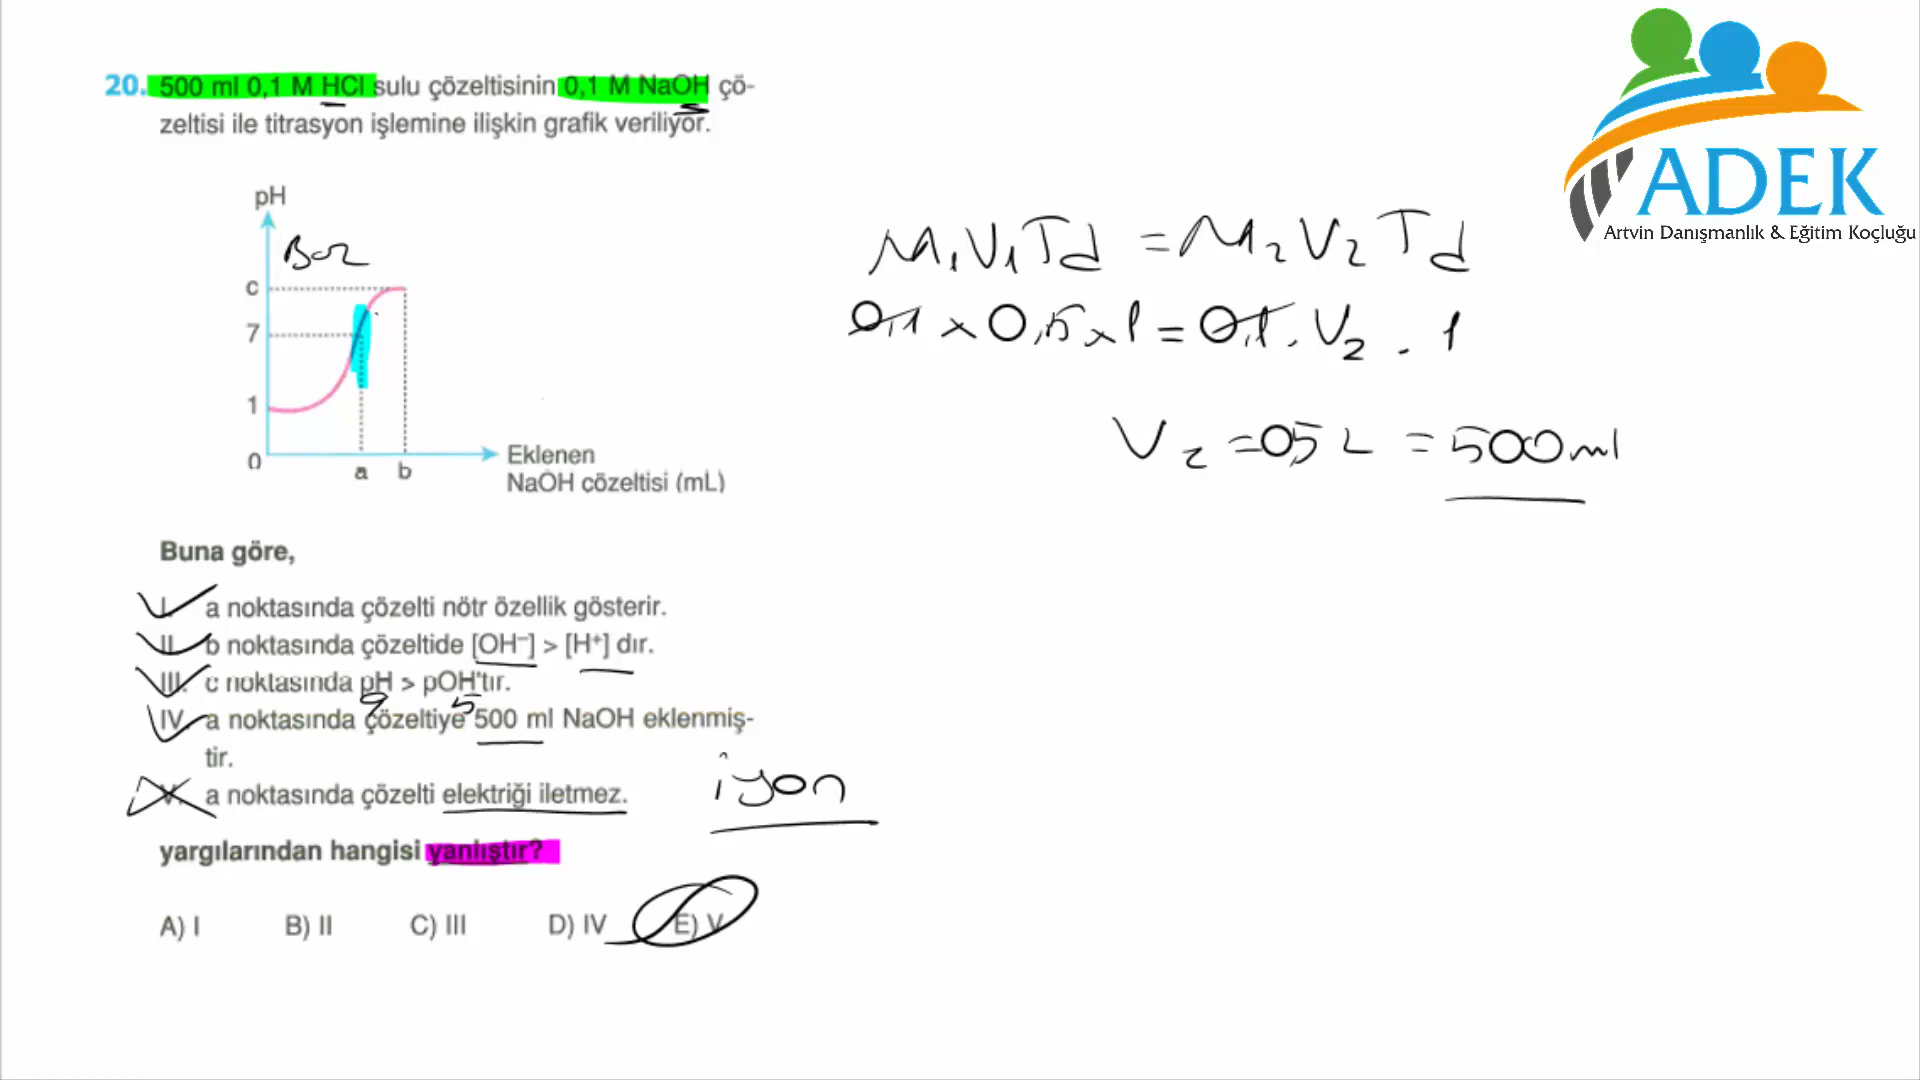 20. 500 ml 0,1 M HCl sulu çözeltisinin 0,1 M NaOH çö-
zeltisi ile titrasyon işlemine ilişkin grafik veriliyor.
pH
Baz
c
7
1
0
a
b
Eklenen
NaOH çözeltisi (mL)
Buna göre,
I. a noktasında çözelti nötr özellik gösterir.
II. b noktasında çözeltide [OH⁻] > [H⁺] dır.
III. c noktasında pH > pOH'tır.
9 5
IV. a noktasında çözeltiye 500 ml NaOH eklenmiş-
tir.
V. a noktasında çözelti elektriği iletmez.
iyon
yargılarından hangisi yanlıştır?
A) I B) II C) III D) IV E) V
M₁V₁Td = M₂V₂Td
0,1 x 0,5 x 1 = 0,1 . V₂ . 1
V₂ = 0,5 L = 500 ml
ADEK
Artvin Danışmanlık & Eğitim Koçluğu